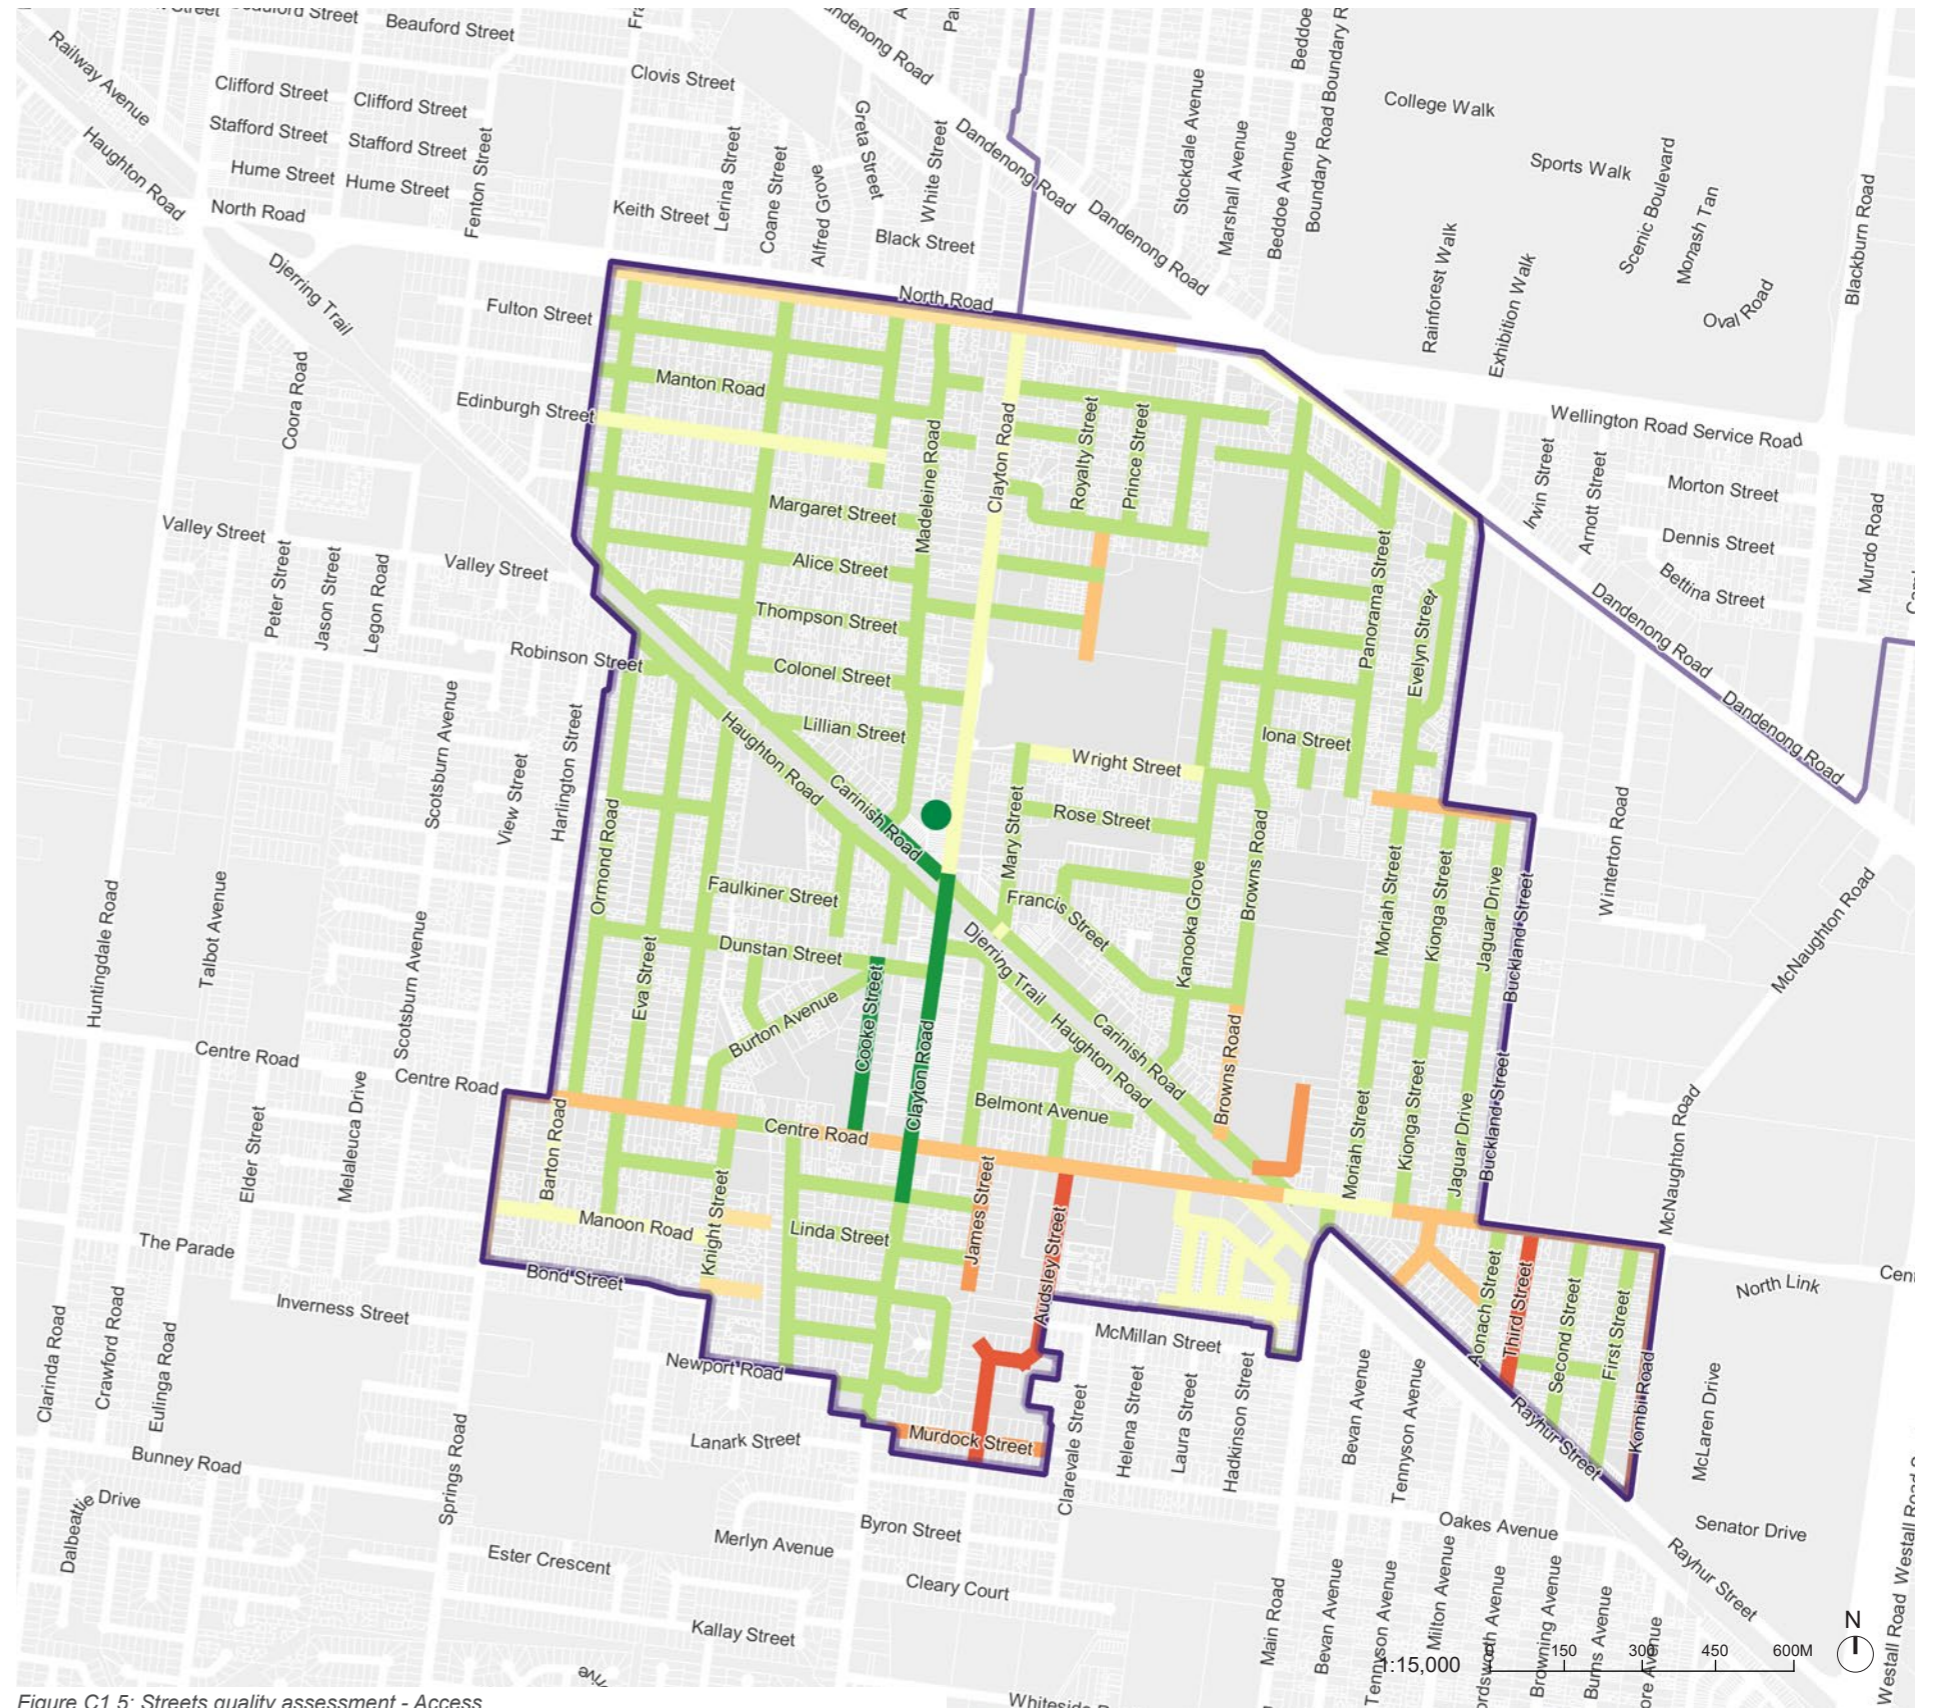 Beauford Street
Clovis Street
Dandenong Road
Railway Avenue
Clifford Street
Clifford Street
College Walk
Stafford Street
Stafford Street
Haughton Road
Hume Street
Hume Street
Fenton Street
Greta Street
White Street
Dandenong Road
Stockdale Avenue
Marshall Avenue
Beddoe Avenue
Boundary Road
Sports Walk
Scenic Boulevard
Monash Tan
Blackburn Road
North Road
Keith Street
Lerina Street
Coane Street
Alfred Grove
Black Street
Dandenong Road
Djerring Trail
Rainforest Walk
Exhibition Walk
Oval Road
Fulton Street
North Road
Coora Road
Manton Road
Edinburgh Street
Madeleine Road
Clayton Road
Royalty Street
Prince Street
Wellington Road Service Road
Irwin Street
Arnott Street
Morton Street
Margaret Street
Valley Street
Valley Street
Peter Street
Jason Street
Legon Road
Alice Street
Panorama Street
Dennis Street
Murdo Road
Bettina Street
Thompson Street
Evelyn Street
Dandenong Road
Robinson Street
Colonel Street
Scotsburn Avenue
View Street
Harlington Street
Lillian Street
Haughton Road
Iona Street
Dandenong Road
Wright Street
Carinish Road
Rose Street
Mary Street
Browns Road
Winterton Road
Ormond Road
Faulkiner Street
Francis Street
Kanooka Grove
Moriah Street
Kionga Street
Jaguar Drive
Buckland Street
McNaughton Road
Huntingdale Road
Talbot Avenue
Scotsburn Avenue
Dunstan Street
Eva Street
Djerring Trail
Burton Avenue
Cooke Street
Clayton Road
Haughton Road
Carinish Road
Browns Road
Centre Road
Centre Road
Belmont Avenue
Centre Road
Elder Street
Melaleuca Drive
Barton Road
Moriah Street
Kionga Street
Jaguar Drive
Buckland Street
McNaughton Road
Knight Street
Manoon Road
Linda Street
James Street
Audsley Street
The Parade
Bond Street
Inverness Street
McMillan Street
Aonach Street
Third Street
Second Street
First Street
North Link
Clarinda Road
Crawford Road
Eulinga Road
Newport Road
Kombi Road
McLaren Drive
Springs Road
Lanark Street
Murdock Street
Clarevale Street
Helena Street
Laura Street
Hadkinson Street
Bevan Avenue
Tennyson Avenue
Rayhur Street
Bunney Road
Dalbeattie Drive
Byron Street
Oakes Avenue
Senator Drive
Merlyn Avenue
Ester Crescent
Cleary Court
Rayhur Street
Kallay Street
Main Road
Bevan Avenue
Tennyson Avenue
Milton Avenue
Browning Avenue
Burns Avenue
Westall Road
N
1:15,000
0 150 300 450 600M
Figure C1.5: Streets quality assessment - Access